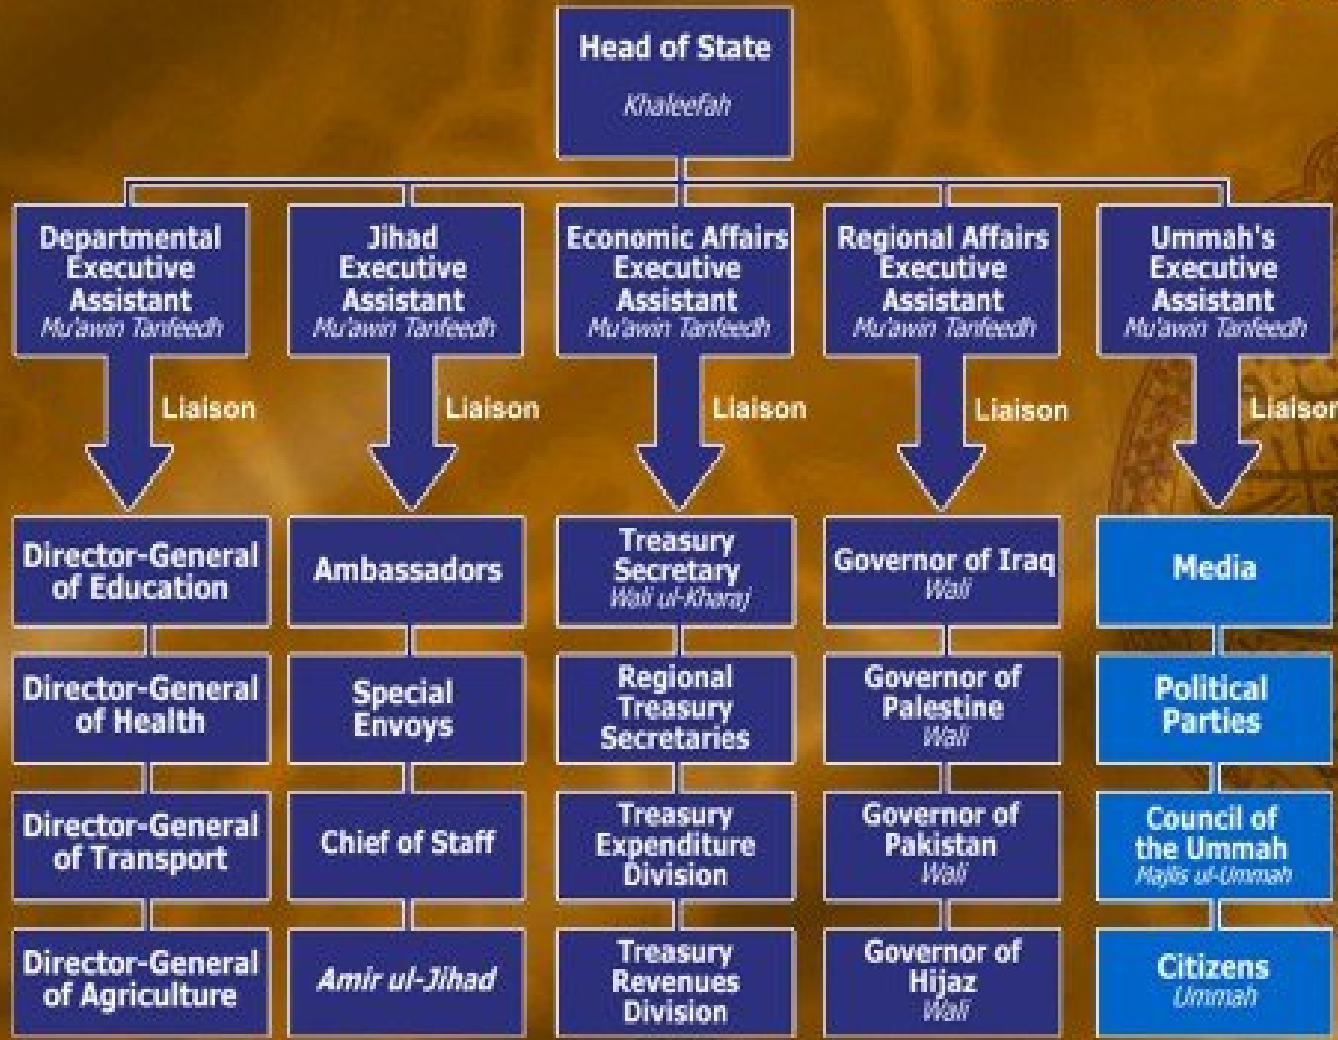 Head of State
Khaleefah
Departmental
Executive
Assistant
Mu'awin Tanfeedh
Jihad
Executive
Assistant
Mu'awin Tanfeedh
Economic Affairs
Executive
Assistant
Mu'awin Tanfeedh
Regional Affairs
Executive
Assistant
Mu'awin Tanfeedh
Ummah's
Executive
Assistant
Mu'awin Tanfeedh
Liaison
Liaison
Liaison
Liaison
Liaison
Director-General
of Education
Ambassadors
Treasury
Secretary
Wali ul-Kharaj
Governor of Iraq
Wali
Media
Director-General
of Health
Special
Envoys
Regional
Treasury
Secretaries
Governor of
Palestine
Wali
Political
Parties
Director-General
of Transport
Chief of Staff
Treasury
Expenditure
Division
Governor of
Pakistan
Wali
Council of
the Ummah
Majlis ul-Ummah
Director-General
of Agriculture
Amir ul-Jihad
Treasury
Revenues
Division
Governor of
Hijaz
Wali
Citizens
Ummah